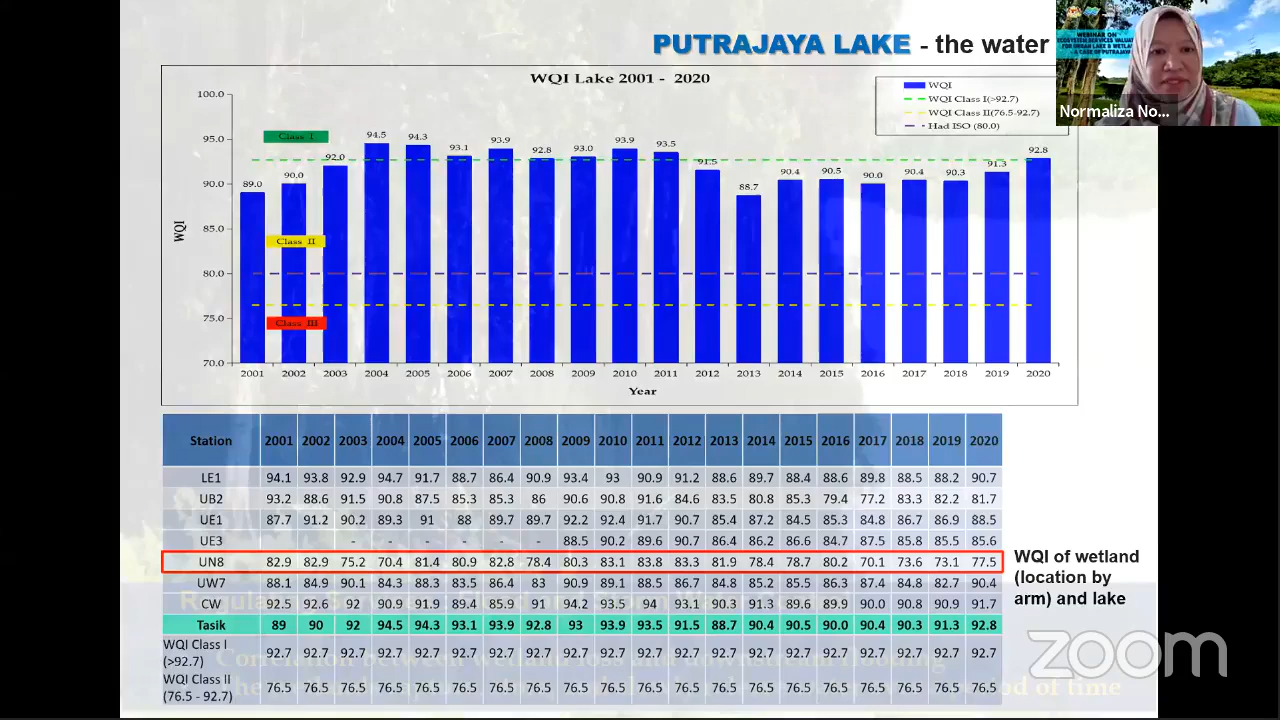 PUTRAJAYA LAKE - the water
WEBINAR ON
ECOSYSTEM SERVICES VALUAT
FOR URBAN LAKE & WETLA
- A CASE OF PUTRAJAYA
Normaliza No...
WQI Lake 2001 - 2020
WQI
WQI Class I(>92.7)
WQI Class II(76.5-92.7)
Had ISO (80.0)
100.0
95.0
90.0
85.0
80.0
75.0
70.0
WQI
Class I
Class II
Class III
89.0 90.0 92.0 94.5 94.3 93.1 93.9 92.8 93.0 93.9 93.5 91.5 88.7 90.4 90.5 90.0 90.4 90.3 91.3 92.8
2001 2002 2003 2004 2005 2006 2007 2008 2009 2010 2011 2012 2013 2014 2015 2016 2017 2018 2019 2020
Year
Station 2001 2002 2003 2004 2005 2006 2007 2008 2009 2010 2011 2012 2013 2014 2015 2016 2017 2018 2019 2020
LE1 94.1 93.8 92.9 94.7 91.7 88.7 86.4 90.9 93.4 93 90.9 91.2 88.6 89.7 88.4 88.6 89.8 88.5 88.2 90.7
UB2 93.2 88.6 91.5 90.8 87.5 85.3 85.3 86 90.6 90.8 91.6 84.6 83.5 80.8 85.3 79.4 77.2 83.3 82.2 81.7
UE1 87.7 91.2 90.2 89.3 91 88 89.7 89.7 92.2 92.4 91.7 90.7 85.4 87.2 84.5 85.3 84.8 86.7 86.9 88.5
UE3 - - - - - - 88.5 90.2 89.6 90.7 86.4 86.2 86.6 84.7 87.5 85.8 85.5 85.6
UN8 82.9 82.9 75.2 70.4 81.4 80.9 82.8 78.4 80.3 83.1 83.8 83.3 81.9 78.4 78.7 80.2 70.1 73.6 73.1 77.5
UW7 88.1 84.9 90.1 84.3 88.3 83.5 86.4 83 90.9 89.1 88.5 86.7 84.8 85.2 85.5 86.3 87.4 84.8 82.7 90.4
CW 92.5 92.6 92 90.9 91.9 89.4 85.9 91 94.2 93.5 94 93.1 90.3 91.3 89.6 89.9 90.0 90.8 90.9 91.7
Tasik 89 90 92 94.5 94.3 93.1 93.9 92.8 93 93.9 93.5 91.5 88.7 90.4 90.5 90.0 90.4 90.3 91.3 92.8
WQI Class I
(>92.7) 92.7 92.7 92.7 92.7 92.7 92.7 92.7 92.7 92.7 92.7 92.7 92.7 92.7 92.7 92.7 92.7 92.7 92.7 92.7 92.7
WQI Class II
(76.5 - 92.7) 76.5 76.5 76.5 76.5 76.5 76.5 76.5 76.5 76.5 76.5 76.5 76.5 76.5 76.5 76.5 76.5 76.5 76.5 76.5 76.5
WQI of wetland
(location by
arm) and lake
zoom
Correlation between wetland loss and downstream flooding
of time